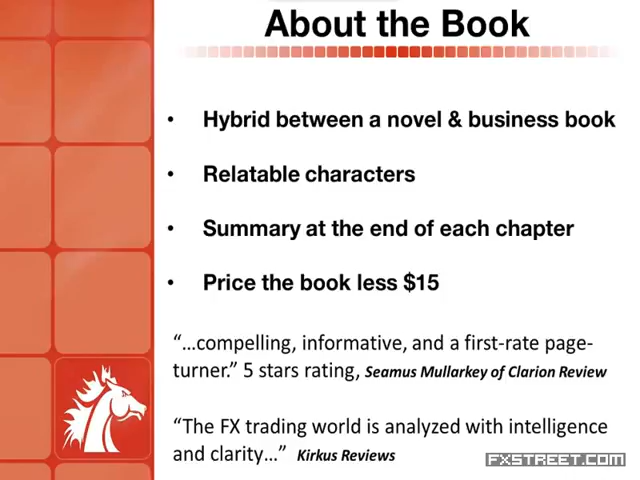 About the Book
• Hybrid between a novel & business book
• Relatable characters
• Summary at the end of each chapter
• Price the book less $15
“…compelling, informative, and a first-rate page-
turner.” 5 stars rating, Seamus Mullarkey of Clarion Review
“The FX trading world is analyzed with intelligence
and clarity…” Kirkus Reviews
FXSTREET.COM